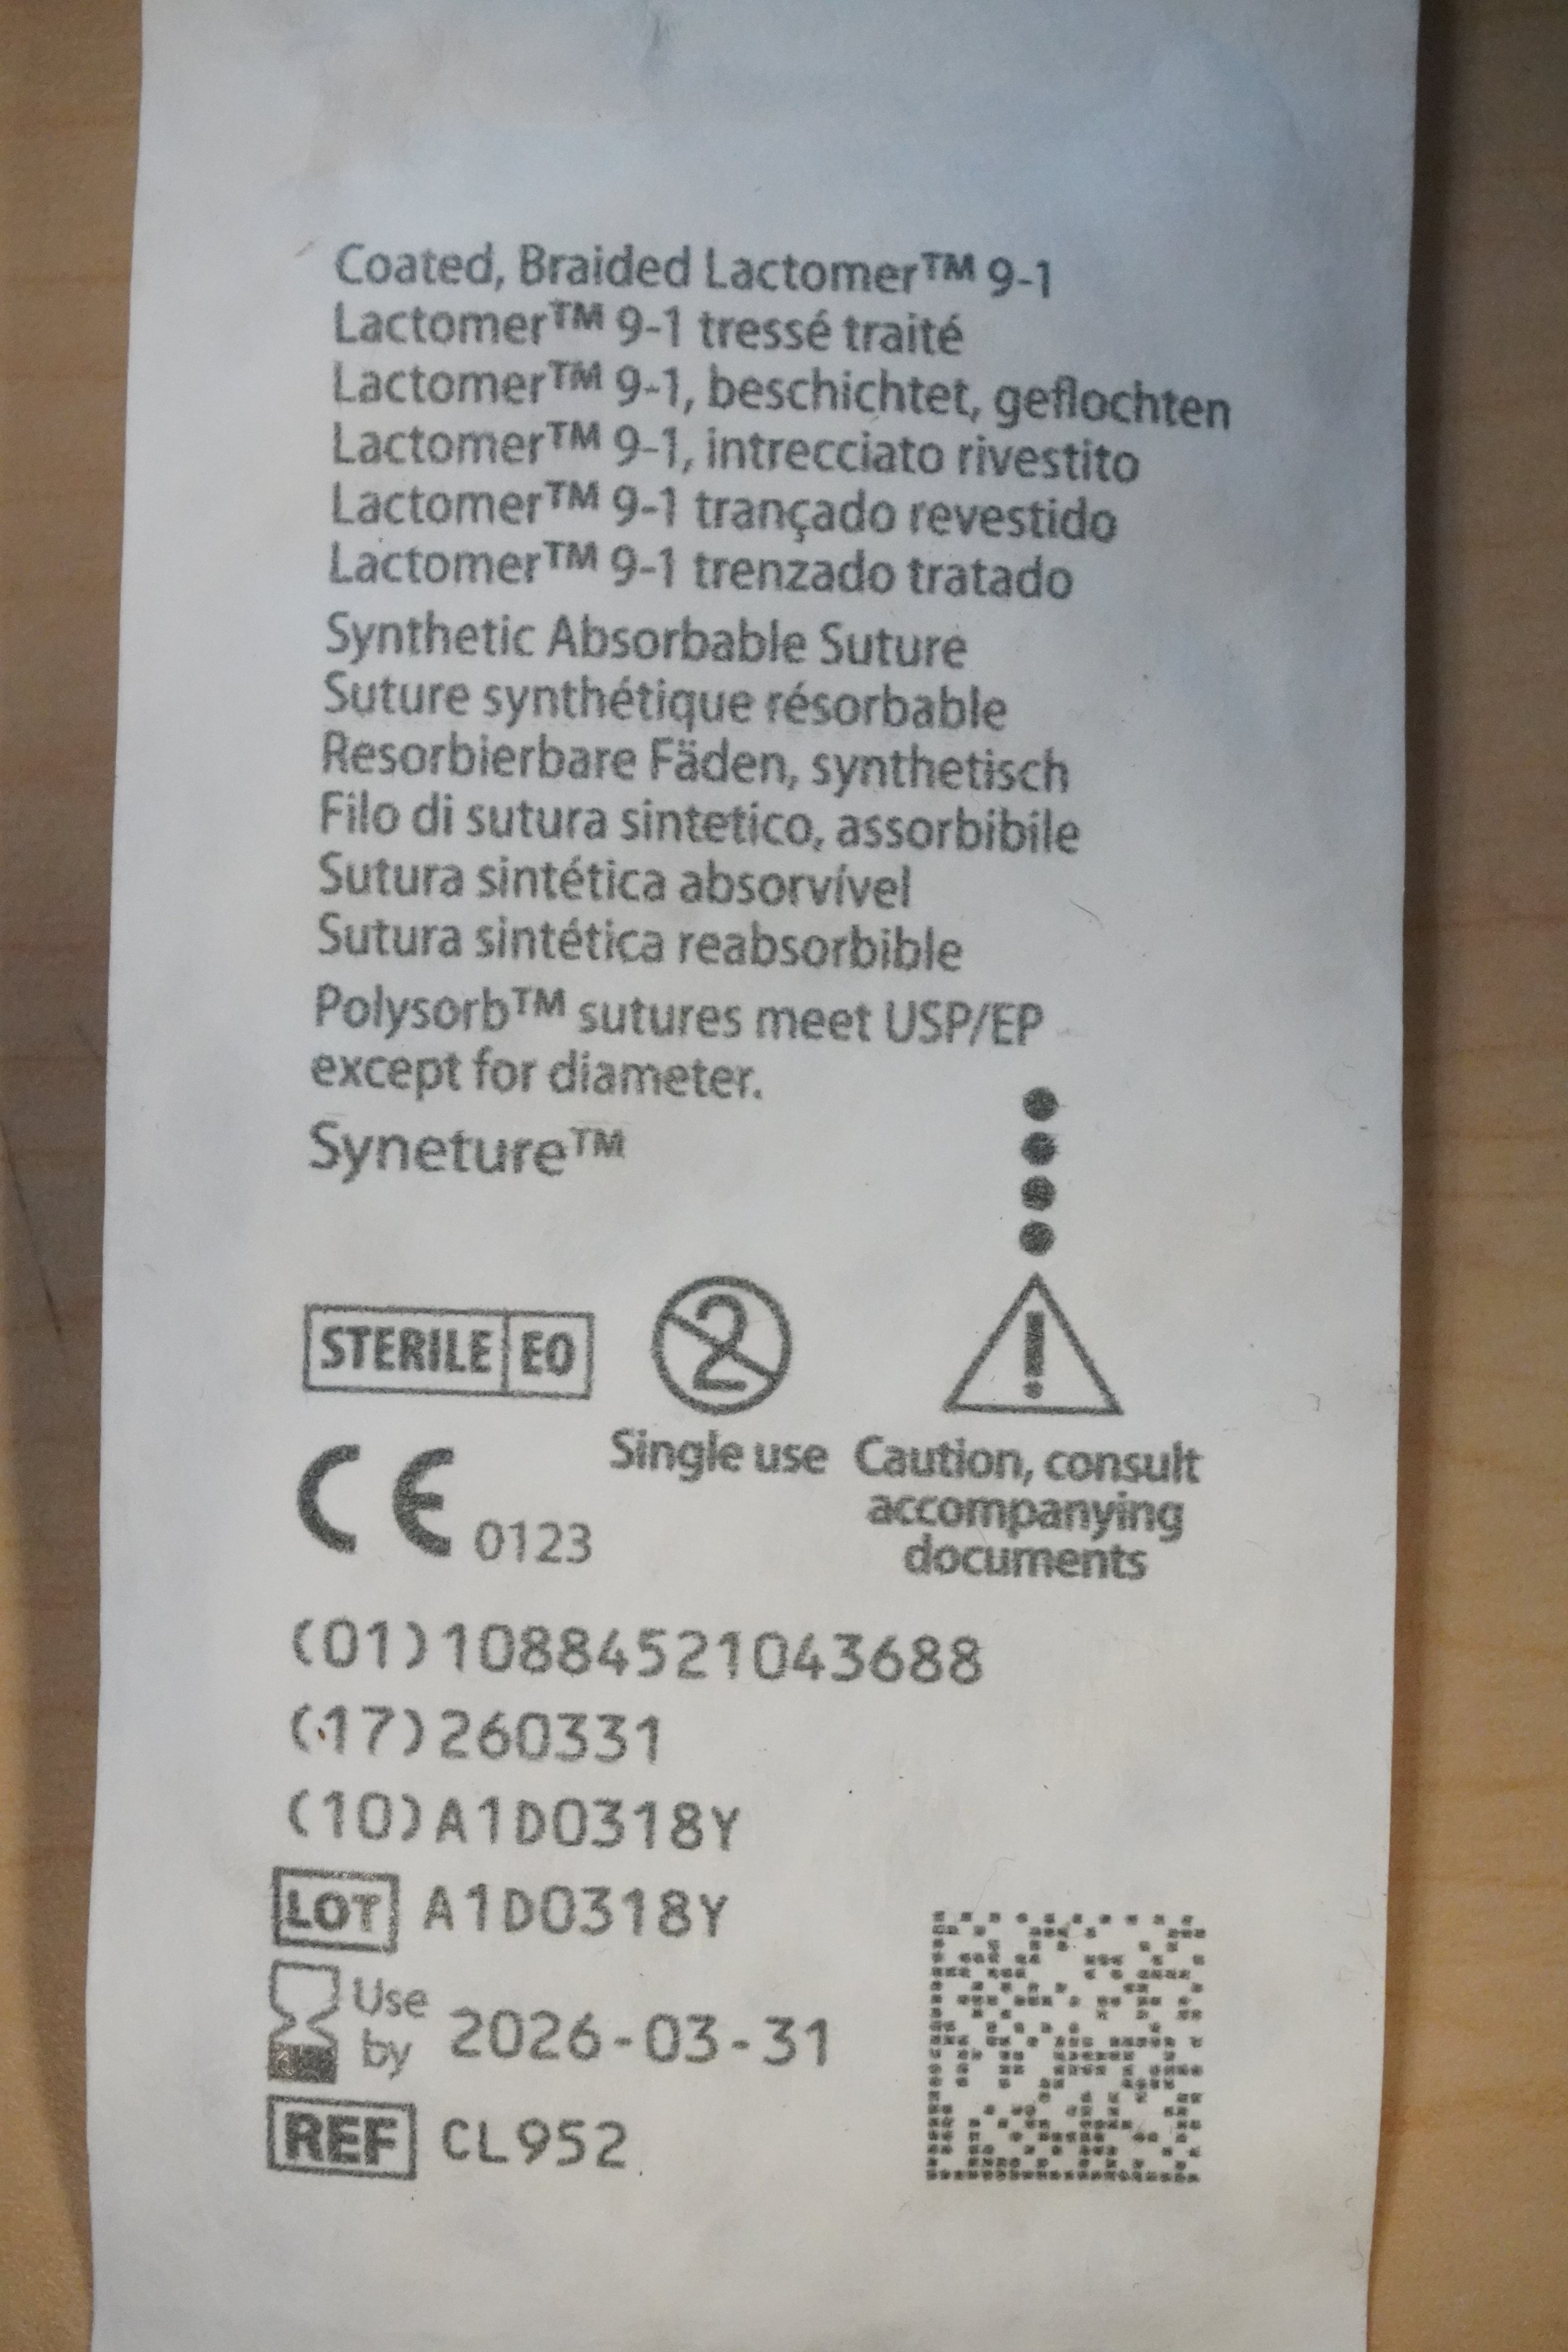 Coated, Braided Lactomer™ 9-1
Lactomer™ 9-1 tressé traité
Lactomer™ 9-1, beschichtet, geflochten
Lactomer™ 9-1, intrecciato rivestito
Lactomer™ 9-1 trançado revestido
Lactomer™ 9-1 trenzado tratado
Synthetic Absorbable Suture
Suture synthétique résorbable
Resorbierbare Fäden, synthetisch
Filo di sutura sintetico, assorbibile
Sutura sintética absorvível
Sutura sintética reabsorbible
Polysorb™ sutures meet USP/EP
except for diameter.
Syneture™
STERILE EO
2
!
Single use
Caution, consult
accompanying
documents
CE 0123
(01)10884521043688
(17)260331
(10)A1D0318Y
LOT A1D0318Y
Use by 2026-03-31
REF CL952